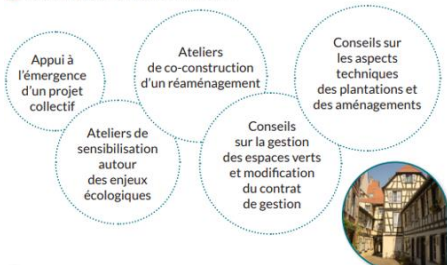 Appui à
l'émergence
d'un projet
collectif
Ateliers de
sensibilisation
autour
des enjeux
écologiques
Ateliers
de co-construction
d'un réaménagement
Conseils
sur la gestion
des espaces verts
et modification
du contrat
de gestion
Conseils sur
les aspects
techniques
des plantations et
des aménagements